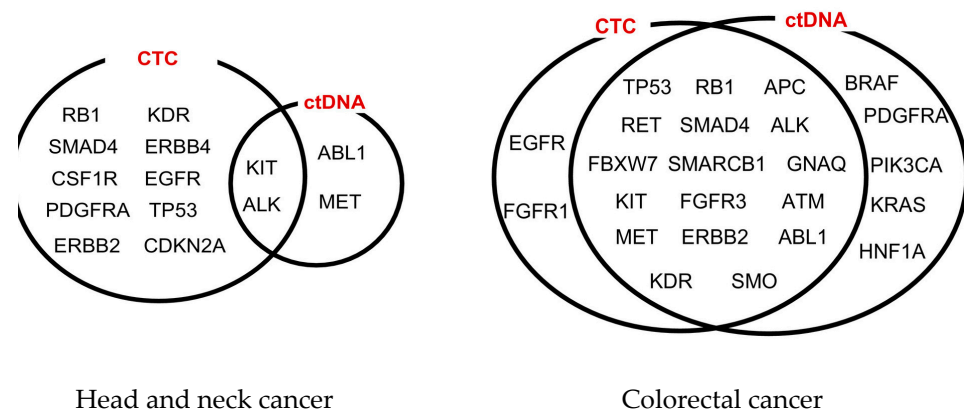 CTC
ctDNA
RB1 KDR
SMAD4 ERBB4
CSF1R EGFR
PDGFRA TP53
ERBB2 CDKN2A
KIT
ALK
ABL1
MET
Head and neck cancer
CTC
ctDNA
EGFR
FGFR1
TP53 RB1 APC
RET SMAD4 ALK
FBXW7 SMARCB1 GNAQ
KIT FGFR3 ATM
MET ERBB2 ABL1
KDR SMO
BRAF
PDGFRA
PIK3CA
KRAS
HNF1A
Colorectal cancer